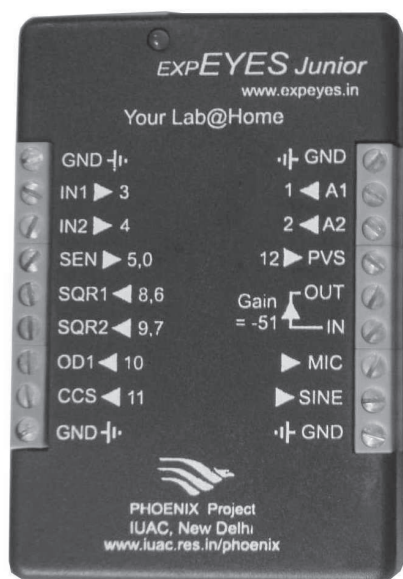 EXPEYES Junior
www.expeyes.in
Your Lab@Home
GND
IN1 ▶ 3
IN2 ▶ 4
SEN ▶ 5,0
SQR1 ◀ 8,6
SQR2 ◀ 9,7
OD1 ◀ 10
CCS ◀ 11
GND
GND
1 ◀ A1
2 ◀ A2
12 ▶ PVS
Gain
= -51
OUT
IN
▶ MIC
▶ SINE
GND
PHOENIX Project
IUAC, New Delhi
www.iuac.res.in/phoenix